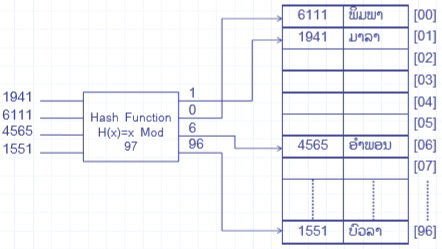 1941
6111
4565
1551
Hash Function
H(x)=x Mod
97
1
0
6
96
6111 ພິມພາ [00]
1941 ມາລາ [01]
[02]
[03]
[04]
[05]
4565 ອຳພອນ [06]
[07]
1551 ບົວລາ [96]